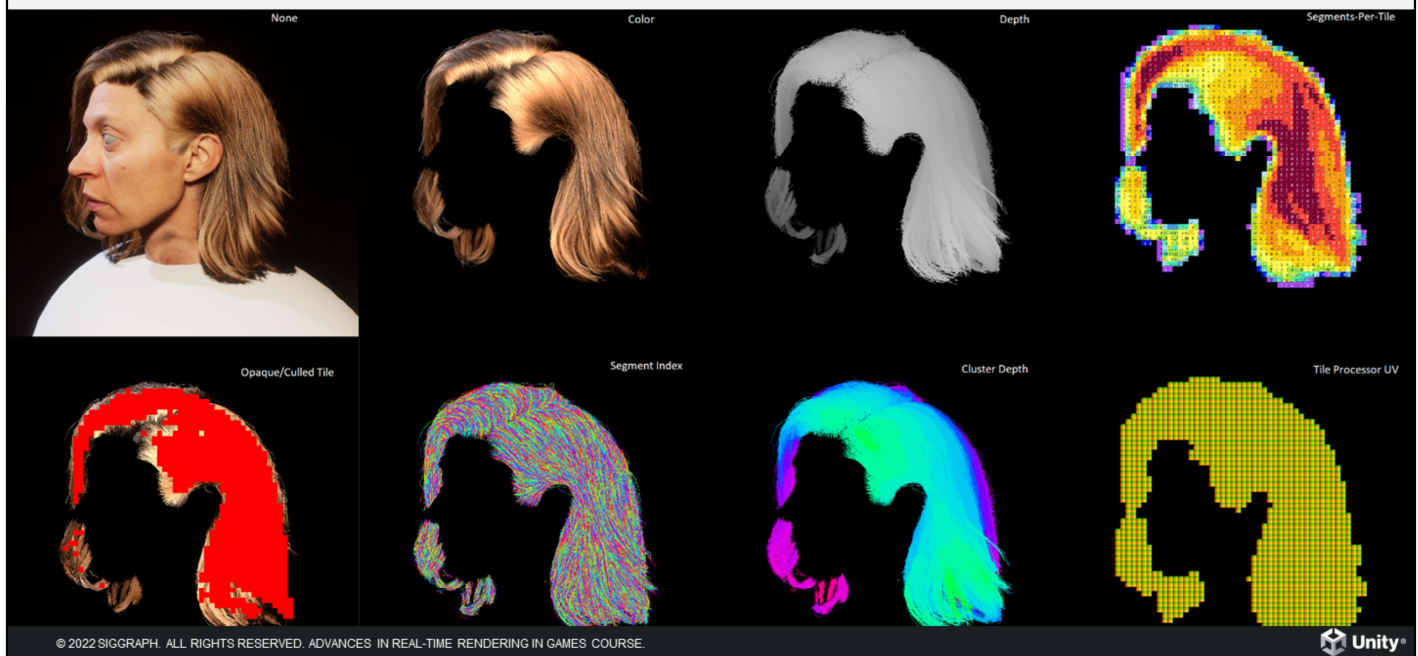 None
Color
Depth
Segments-Per-Tile
Opaque/Culled Tile
Segment Index
Cluster Depth
Tile Processor UV
© 2022 SIGGRAPH. ALL RIGHTS RESERVED. ADVANCES IN REAL-TIME RENDERING IN GAMES COURSE.
Unity®